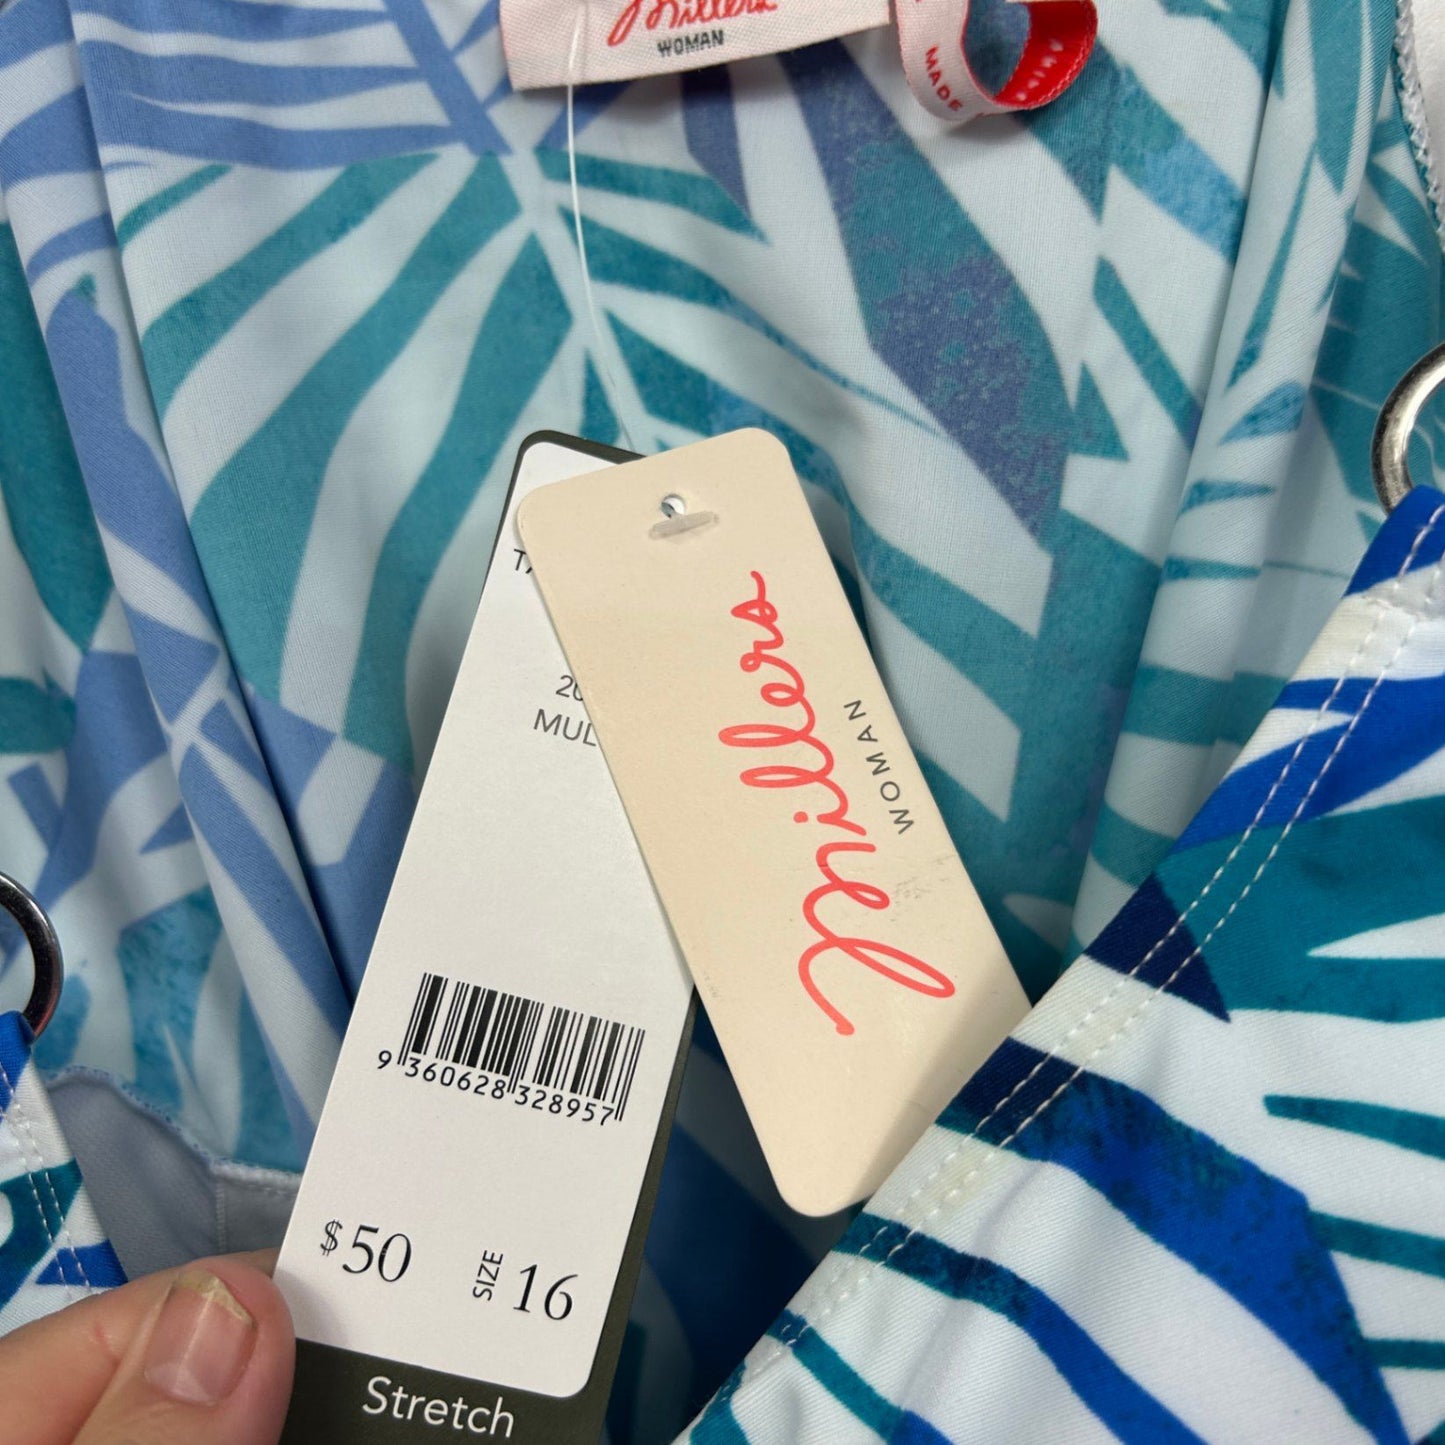 Millers
WOMAN
MADE
millers
WOMAN
9 360628 328957
$50
SIZE 16
Stretch